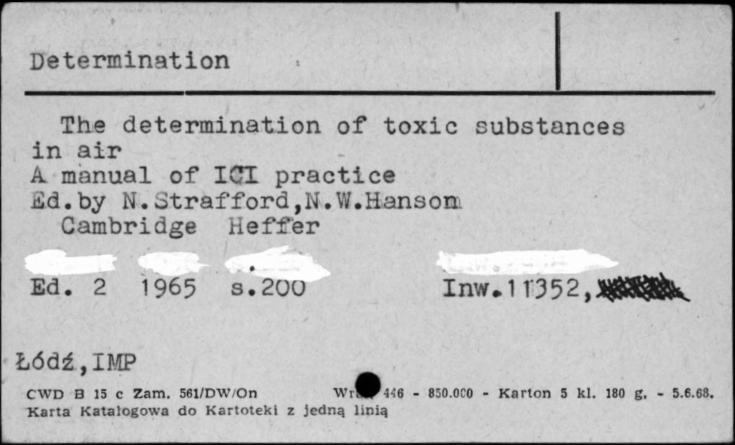 Determination
The determination of toxic substances
in air
A manual of ICI practice
Ed.by N.Strafford,N.W.Hanson
Cambridge Heffer
Ed. 2 1965 s.200 Inw.11352,
Łódź,IMP
CWD B 15 c Zam. 561/DW/On 446 - 850.000 - Karton 5 kl. 180 g. - 5.6.68.
Karta Katalogowa do Kartoteki z jedną linią